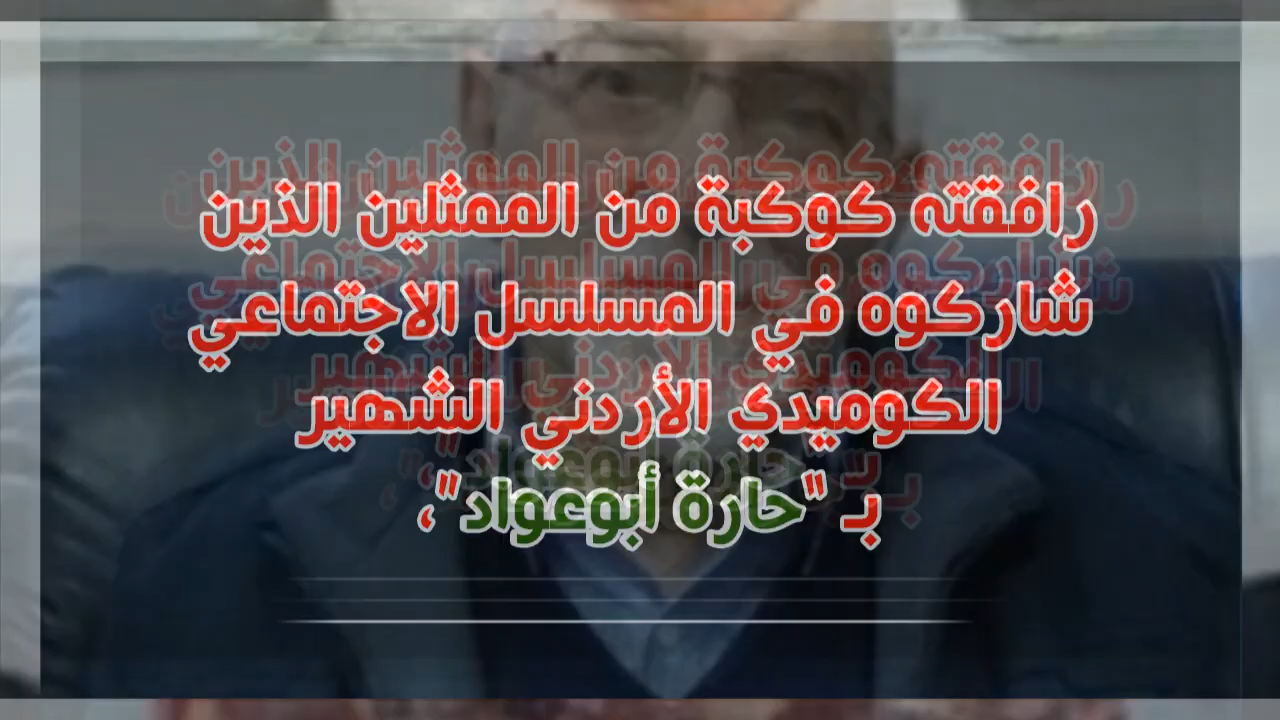 رافقته كوكبة من الممثلين الذين
شاركوه في المسلسل الاجتماعي
الكوميدي الأردني الشهير
بـ "حارة أبوعواد"،